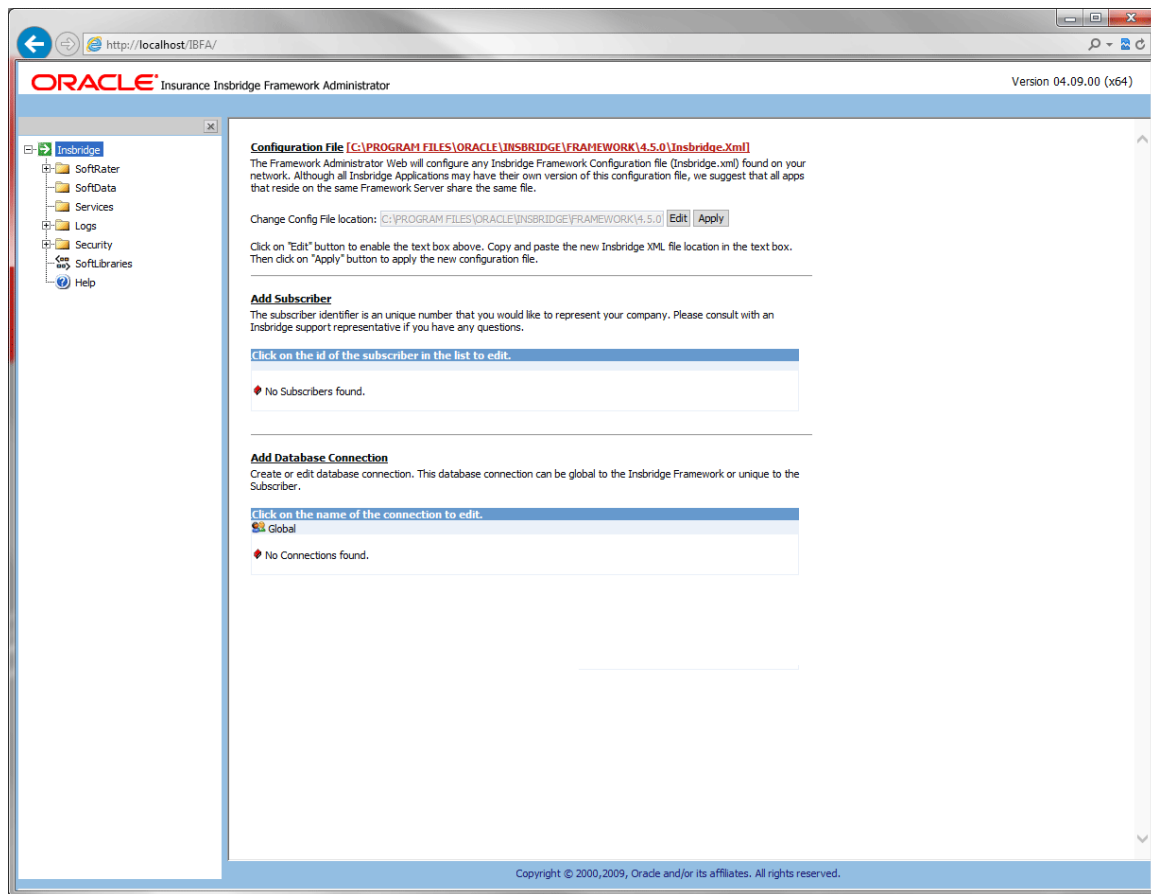 http://localhost/IBFA/
ORACLE Insurance Insbridge Framework Administrator
Version 04.09.00 (x64)
Insbridge
SoftRater
SoftData
Services
Logs
Security
SoftLibraries
Help
Configuration File [C:\PROGRAM FILES\ORACLE\INSBRIDGE\FRAMEWORK\4.5.0\Insbridge.Xml]
The Framework Administrator Web will configure any Insbridge Framework Configuration file (Insbridge.xml) found on your
network. Although all Insbridge Applications may have their own version of this configuration file, we suggest that all apps
that reside on the same Framework Server share the same file.
Change Config File location: C:\PROGRAM FILES\ORACLE\INSBRIDGE\FRAMEWORK\4.5.0 Edit Apply
Click on "Edit" button to enable the text box above. Copy and paste the new Insbridge XML file location in the text box.
Then click on "Apply" button to apply the new configuration file.
Add Subscriber
The subscriber identifier is an unique number that you would like to represent your company. Please consult with an
Insbridge support representative if you have any questions.
Click on the id of the subscriber in the list to edit.
No Subscribers found.
Add Database Connection
Create or edit database connection. This database connection can be global to the Insbridge Framework or unique to the
Subscriber.
Click on the name of the connection to edit.
Global
No Connections found.
Copyright © 2000,2009, Oracle and/or its affiliates. All rights reserved.